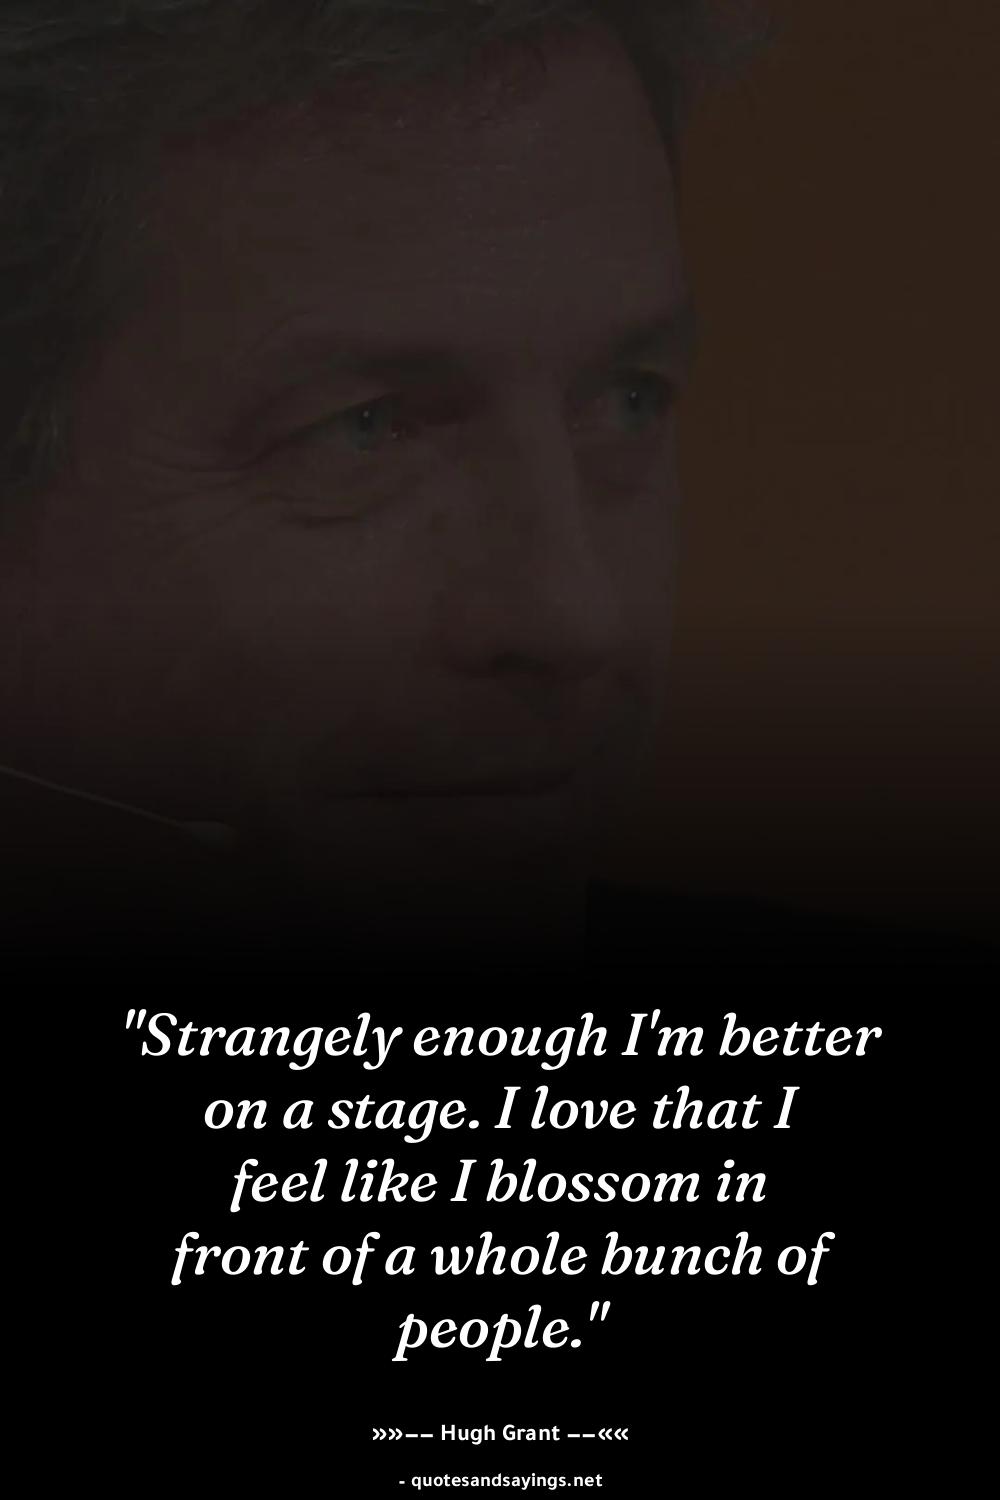 "Strangely enough I'm better
on a stage. I love that I
feel like I blossom in
front of a whole bunch of
people."
»»–– Hugh Grant ––««
- quotesandsayings.net